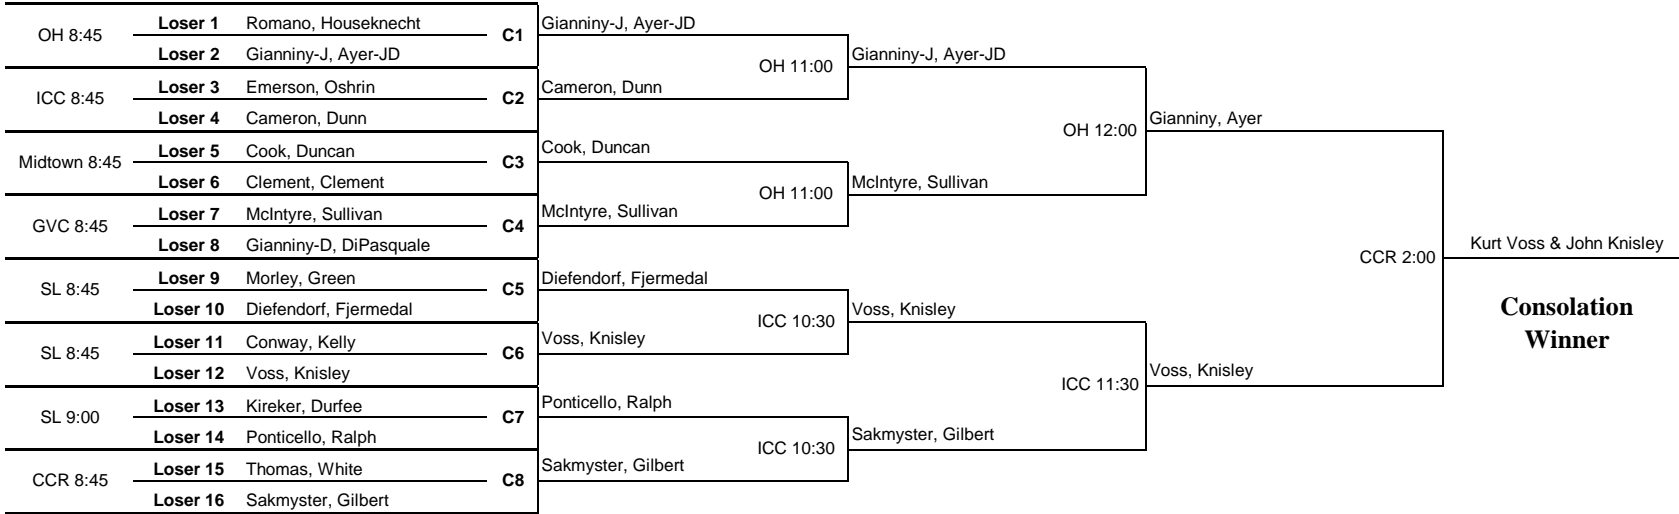 Loser 1 Romano, Houseknecht Gianniny-J, Ayer-JD
OH 8:45 C1
Loser 2 Gianniny-J, Ayer-JD Gianniny-J, Ayer-JD
OH 11:00
Loser 3 Emerson, Oshrin Cameron, Dunn
ICC 8:45 C2
Loser 4 Cameron, Dunn Gianniny, Ayer
OH 12:00
Loser 5 Cook, Duncan Cook, Duncan
Midtown 8:45 C3
Loser 6 Clement, Clement McIntyre, Sullivan
OH 11:00
Loser 7 McIntyre, Sullivan McIntyre, Sullivan
GVC 8:45 C4
Loser 8 Gianniny-D, DiPasquale Kurt Voss & John Knisley
CCR 2:00
Loser 9 Morley, Green Diefendorf, Fjermedal
SL 8:45 C5
Loser 10 Diefendorf, Fjermedal Voss, Knisley Consolation
ICC 10:30
Loser 11 Conway, Kelly Voss, Knisley Winner
SL 8:45 C6
Loser 12 Voss, Knisley Voss, Knisley
ICC 11:30
Loser 13 Kireker, Durfee Ponticello, Ralph
SL 9:00 C7
Loser 14 Ponticello, Ralph Sakmyster, Gilbert
ICC 10:30
Loser 15 Thomas, White Sakmyster, Gilbert
CCR 8:45 C8
Loser 16 Sakmyster, Gilbert